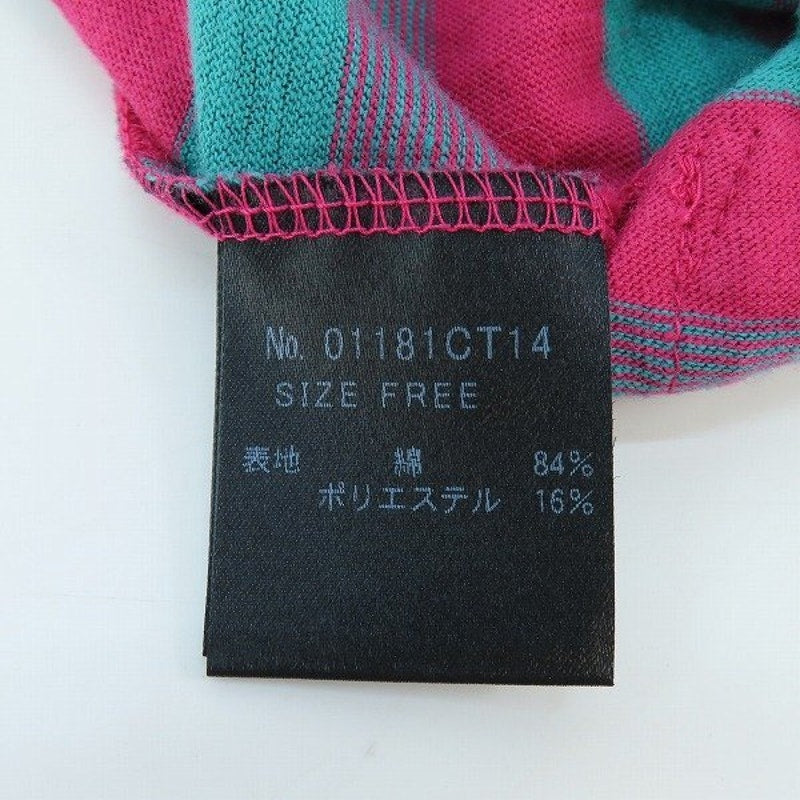 No. 01181CT14
SIZE FREE
表地 綿 84%
ポリエステル 16%